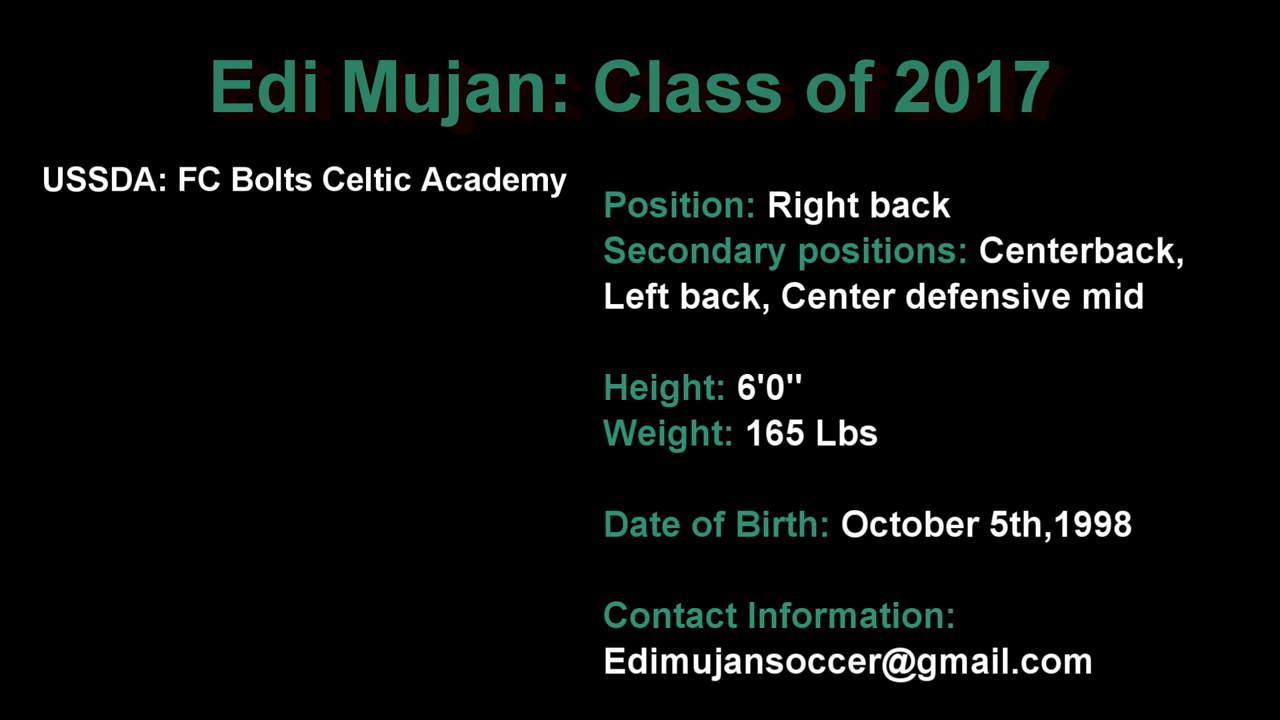 Edi Mujan: Class of 2017
USSDA: FC Bolts Celtic Academy
Position: Right back
Secondary positions: Centerback,
Left back, Center defensive mid
Height: 6'0"
Weight: 165 Lbs
Date of Birth: October 5th,1998
Contact Information:
Edimujansoccer@gmail.com